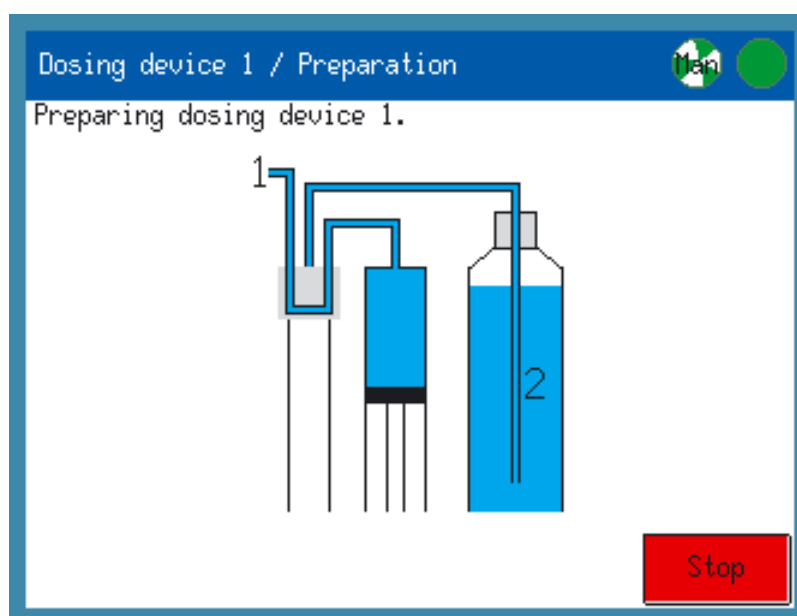 Dosing device 1 / Preparation
Man
Preparing dosing device 1.
1
2
Stop